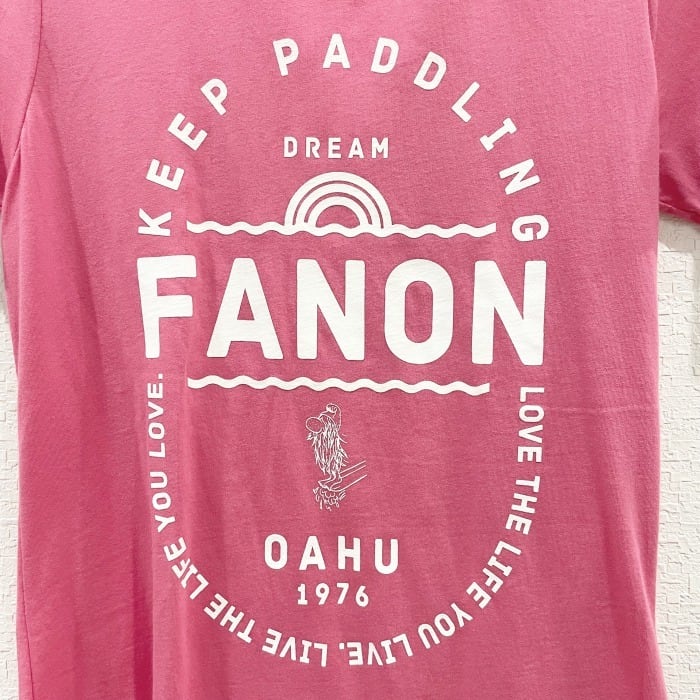 KEEP PADDLING
DREAM
FANON
OAHU
1976
LOVE THE LIFE YOU LIVE. LIVE THE LIFE YOU LOVE.